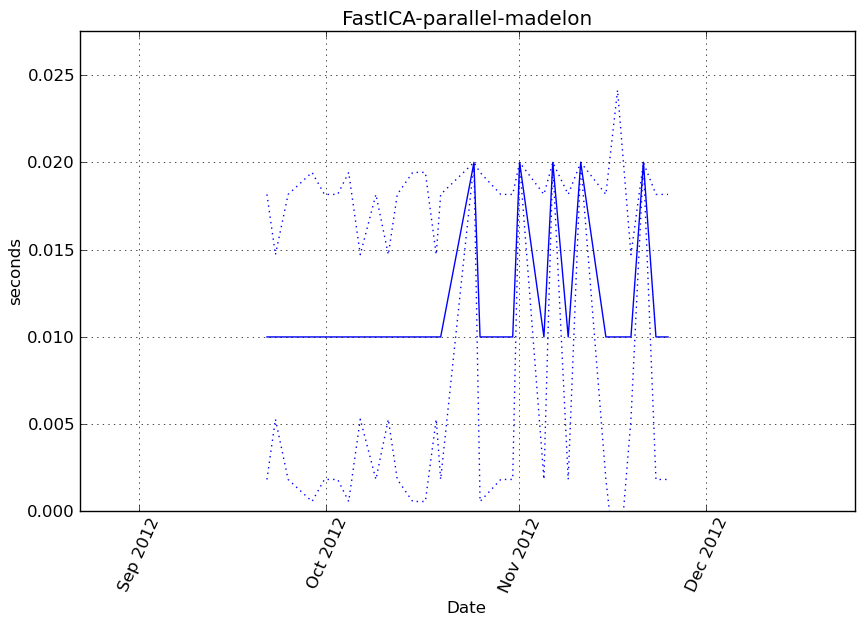 FastICA-parallel-madelon
0.025
0.020
0.015
0.010
0.005
0.000
seconds
Sep 2012
Oct 2012
Nov 2012
Dec 2012
Date